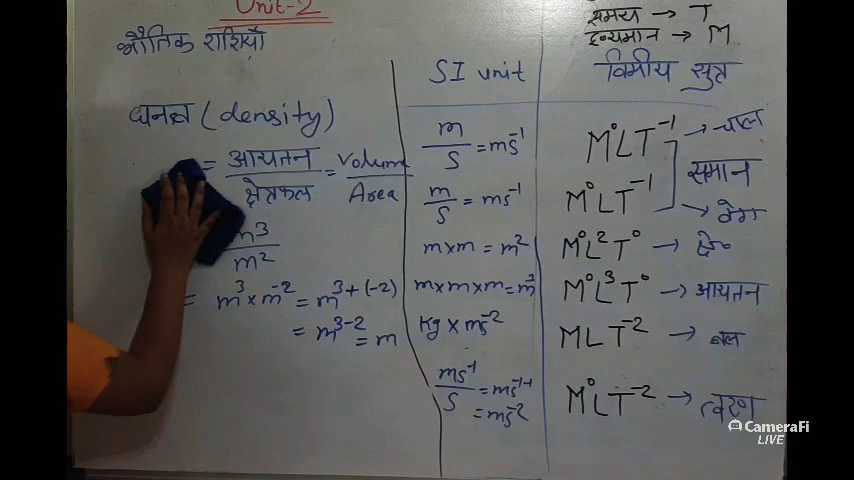 Unit-2
भौतिक राशियाँ
समय → T
द्रव्यमान → M
SI unit
विमीय सूत्र
घनत्व (density)
= आयतन/क्षेत्रफल = Volume/Area
m³/m²
= m³ × m⁻² = m³⁺⁽⁻²⁾
= m³⁻² = m
m/s = ms⁻¹
m/s = ms⁻¹
m×m = m²
m×m×m = m³
Kg × ms⁻²
ms⁻¹/s = ms⁻¹⁻¹
= ms⁻²
M⁰LT⁻¹ → चाल
समान
M⁰LT⁻¹ → वेग
M⁰L²T⁰ → क्षे॰
M⁰L³T⁰ → आयतन
MLT⁻² → बल
M⁰LT⁻² → त्वरण
CameraFi
LIVE